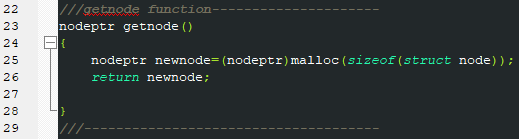 22 ///getnode function---------------------
23 nodeptr getnode()
24 {
25 nodeptr newnode=(nodeptr)malloc(sizeof(struct node));
26 return newnode;
27
28 }
29 ///-------------------------------------